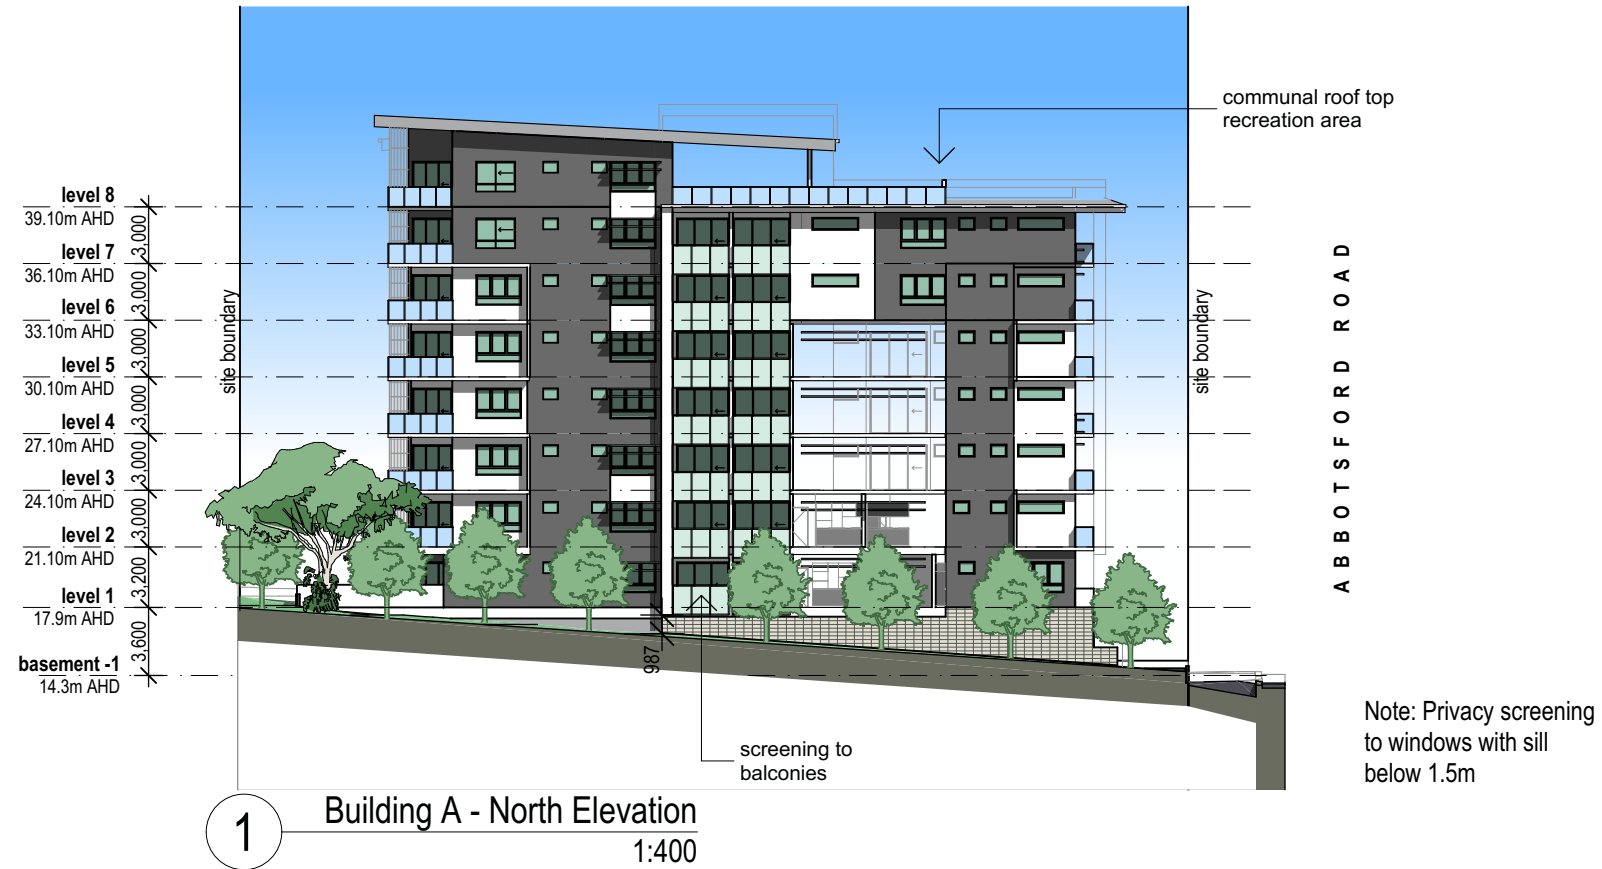 communal roof top
recreation area
level 8
39.10m AHD
3,000
level 7
36.10m AHD
3,000
level 6
33.10m AHD
3,000
level 5
30.10m AHD
3,000
level 4
27.10m AHD
3,000
level 3
24.10m AHD
3,000
level 2
21.10m AHD
3,200
level 1
17.9m AHD
3,600
basement -1
14.3m AHD
site boundary
site boundary
ABBOTSFORD ROAD
987
screening to
balconies
Note: Privacy screening
to windows with sill
below 1.5m
1
Building A - North Elevation
1:400